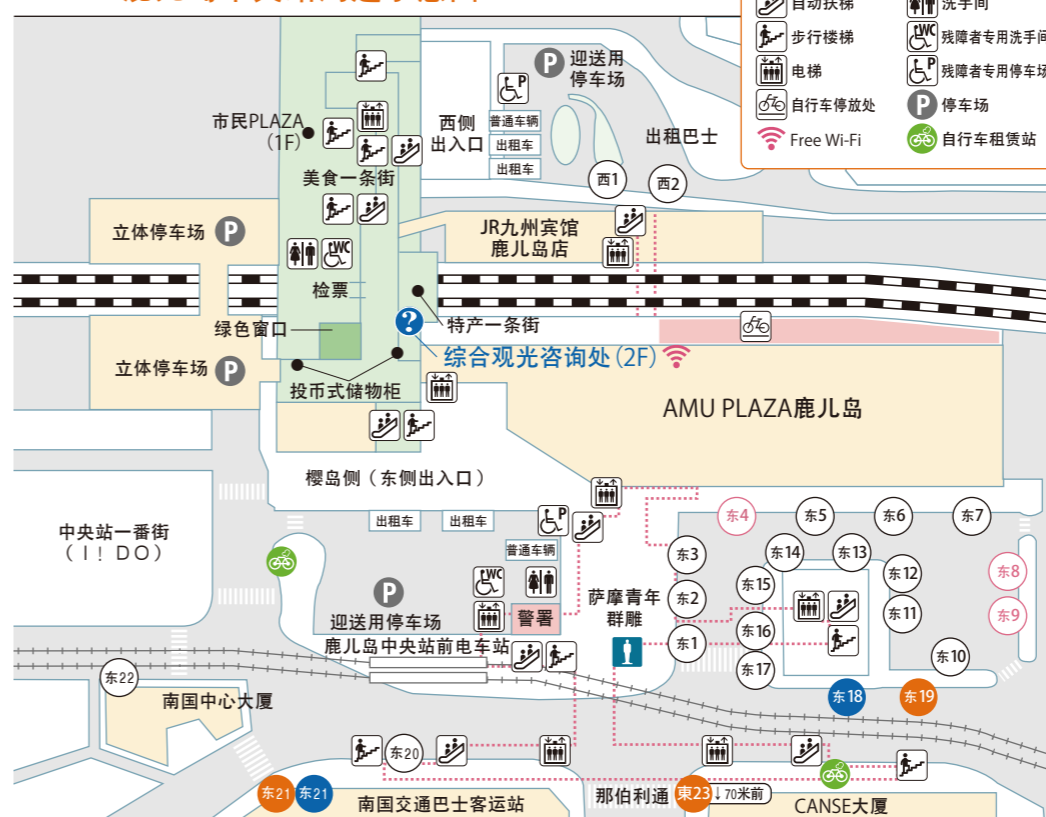 自动扶梯
洗手间
步行楼梯
WC
残障者专用洗手间
电梯
P
残障者专用停车场
自行车停放处
P
停车场
Free Wi-Fi
自行车租赁站
P
迎送用
停车场
P
市民PLAZA
(1F)
西侧
出入口
普通车辆
出租车
出租车
出租巴士
西1
西2
美食一条街
立体停车场
P
JR九州宾馆
鹿儿岛店
WC
检票
绿色窗口
?
特产一条街
综合观光咨询处(2F)
立体停车场
P
投币式储物柜
AMU PLAZA鹿儿岛
樱岛侧（东侧出入口）
中央站一番街
(I! DO)
出租车
出租车
P
普通车辆
东4
东5
东6
东7
东3
东14
东13
东12
东8
东2
东15
东11
东9
东1
东16
东17
东10
东18
东19
WC
P
迎送用停车场
警署
萨摩青年
群雕
鹿儿岛中央站前电车站
东22
南国中心大厦
东20
东21
东21
南国交通巴士客运站
那伯利通
東23
↓70米前
CANSE大厦